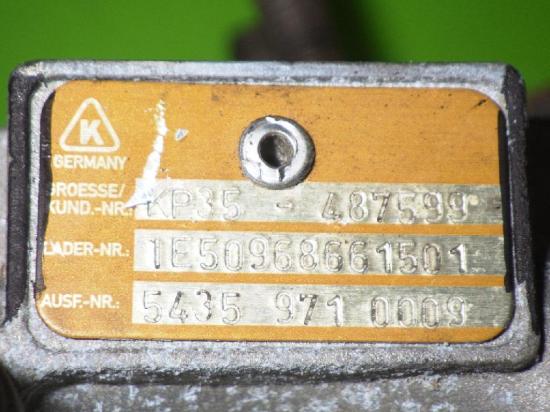 K
GERMANY
GROESSE/
KUND.-NR.: KP35 - 487599
LADER-NR.: 1E50968661501
AUSF.-NR.: 5435 971 0009